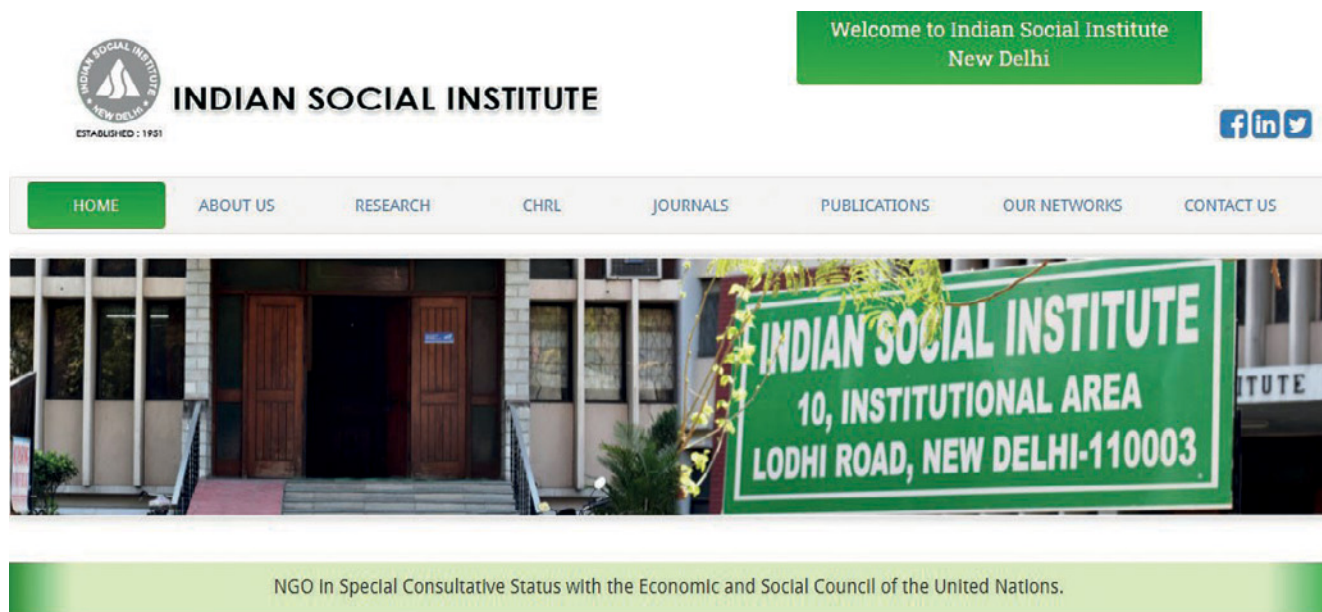 Welcome to Indian Social Institute
New Delhi
INDIAN SOCIAL INSTITUTE
NEW DELHI
ESTABLISHED : 1951
INDIAN SOCIAL INSTITUTE
HOME ABOUT US RESEARCH CHRL JOURNALS PUBLICATIONS OUR NETWORKS CONTACT US
INDIAN SOCIAL INSTITUTE
10, INSTITUTIONAL AREA
LODHI ROAD, NEW DELHI-110003
ITUTE
NGO in Special Consultative Status with the Economic and Social Council of the United Nations.